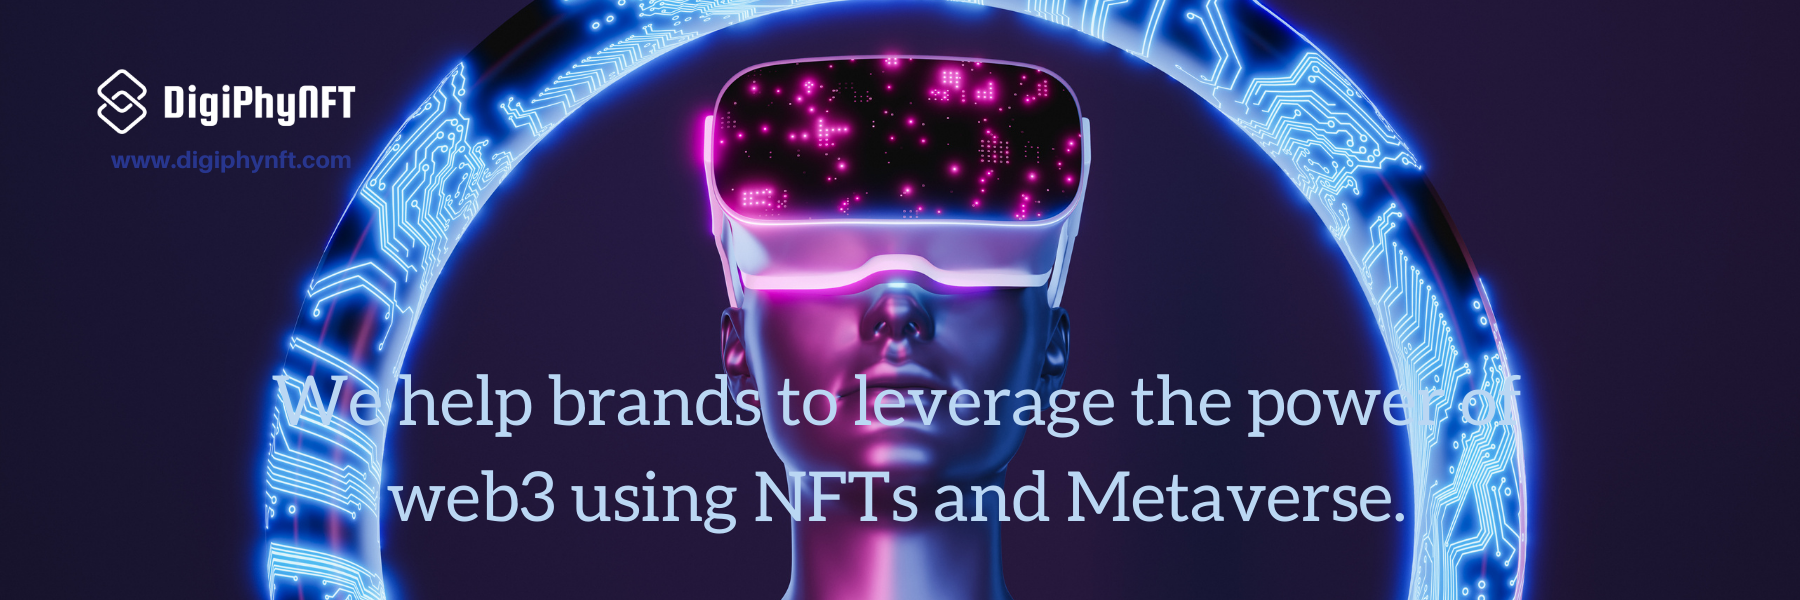 DigiPhyNFT
www.digiphynft.com
We help brands to leverage the power of
web3 using NFTs and Metaverse.